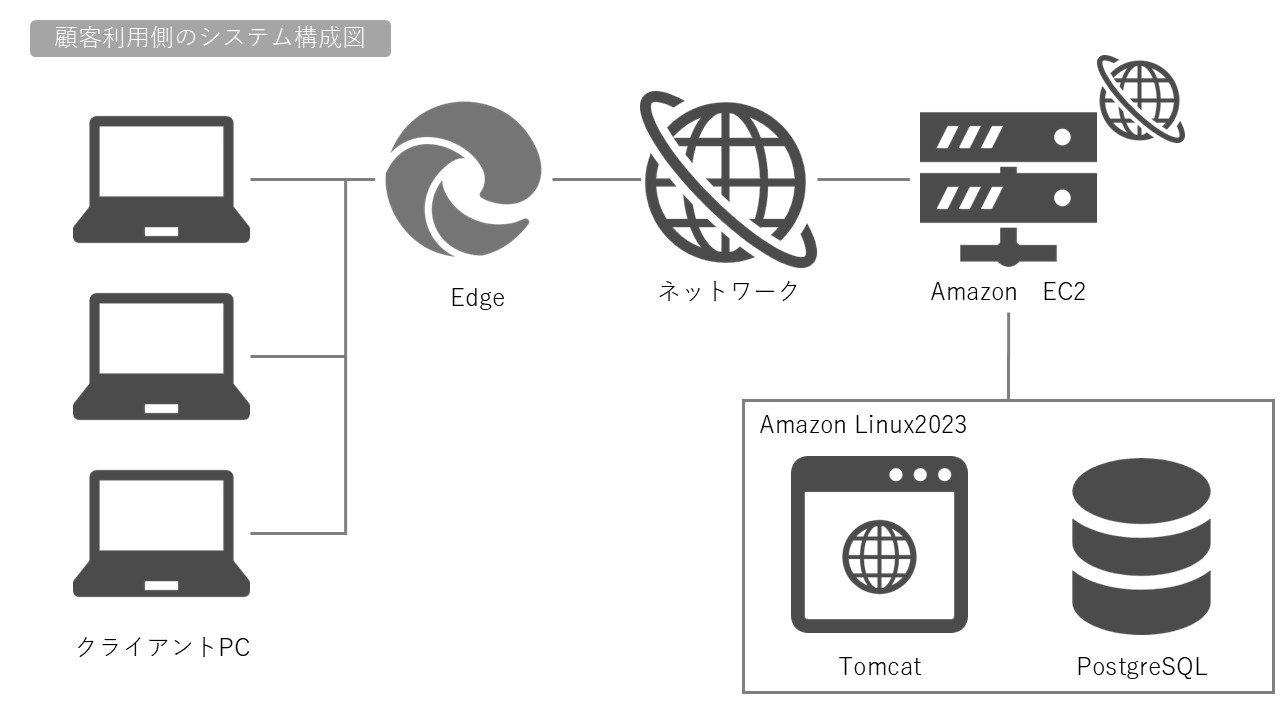 顧客利用側のシステム構成図
Edge
ネットワーク
Amazon　EC2
Amazon Linux2023
クライアントPC
Tomcat
PostgreSQL